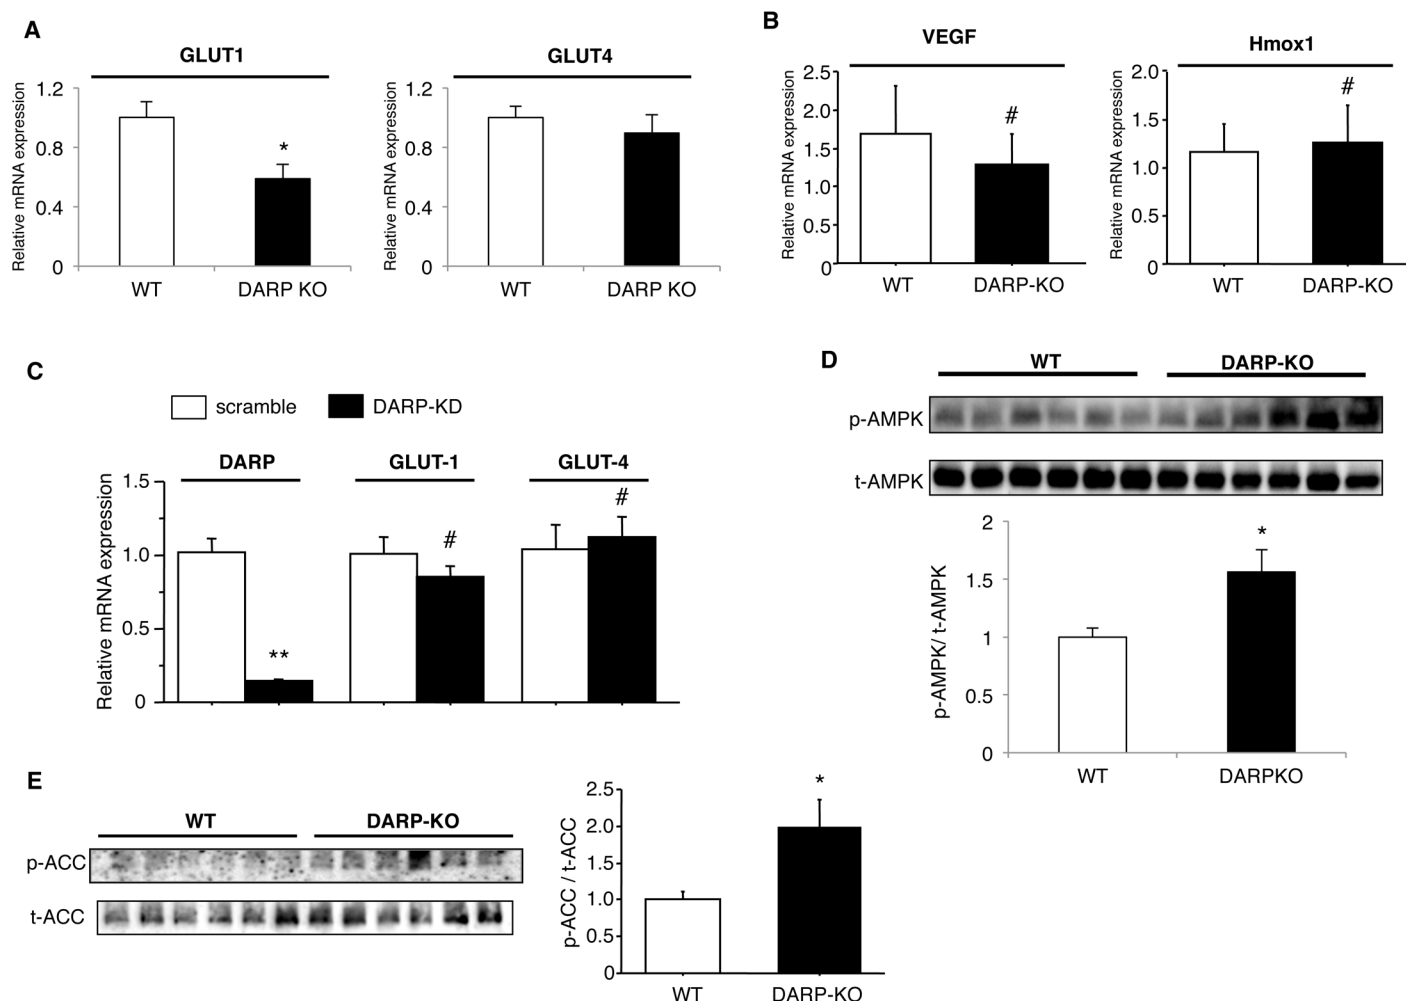 A
GLUT1
GLUT4
Relative mRNA expression
1.2
0.8
0.4
0
*
WT
DARP KO
Relative mRNA expression
1.2
0.8
0.4
0
WT
DARP KO
B
VEGF
Hmox1
Relative mRNA expression
2.5
2.0
1.5
1.0
0.5
0
#
WT
DARP-KO
Relative mRNA expression
2.0
1.5
1.0
0.5
0
#
WT
DARP-KO
C
scramble
DARP-KD
DARP
GLUT-1
GLUT-4
Relative mRNA expression
1.5
1.0
0.5
0
**
#
#
D
WT
DARP-KO
p-AMPK
t-AMPK
p-AMPK/ t-AMPK
2
1.5
1
0.5
0
*
WT
DARPKO
E
WT
DARP-KO
p-ACC
t-ACC
p-ACC / t-ACC
2.5
2.0
1.5
1.0
0.5
0
*
WT
DARP-KO